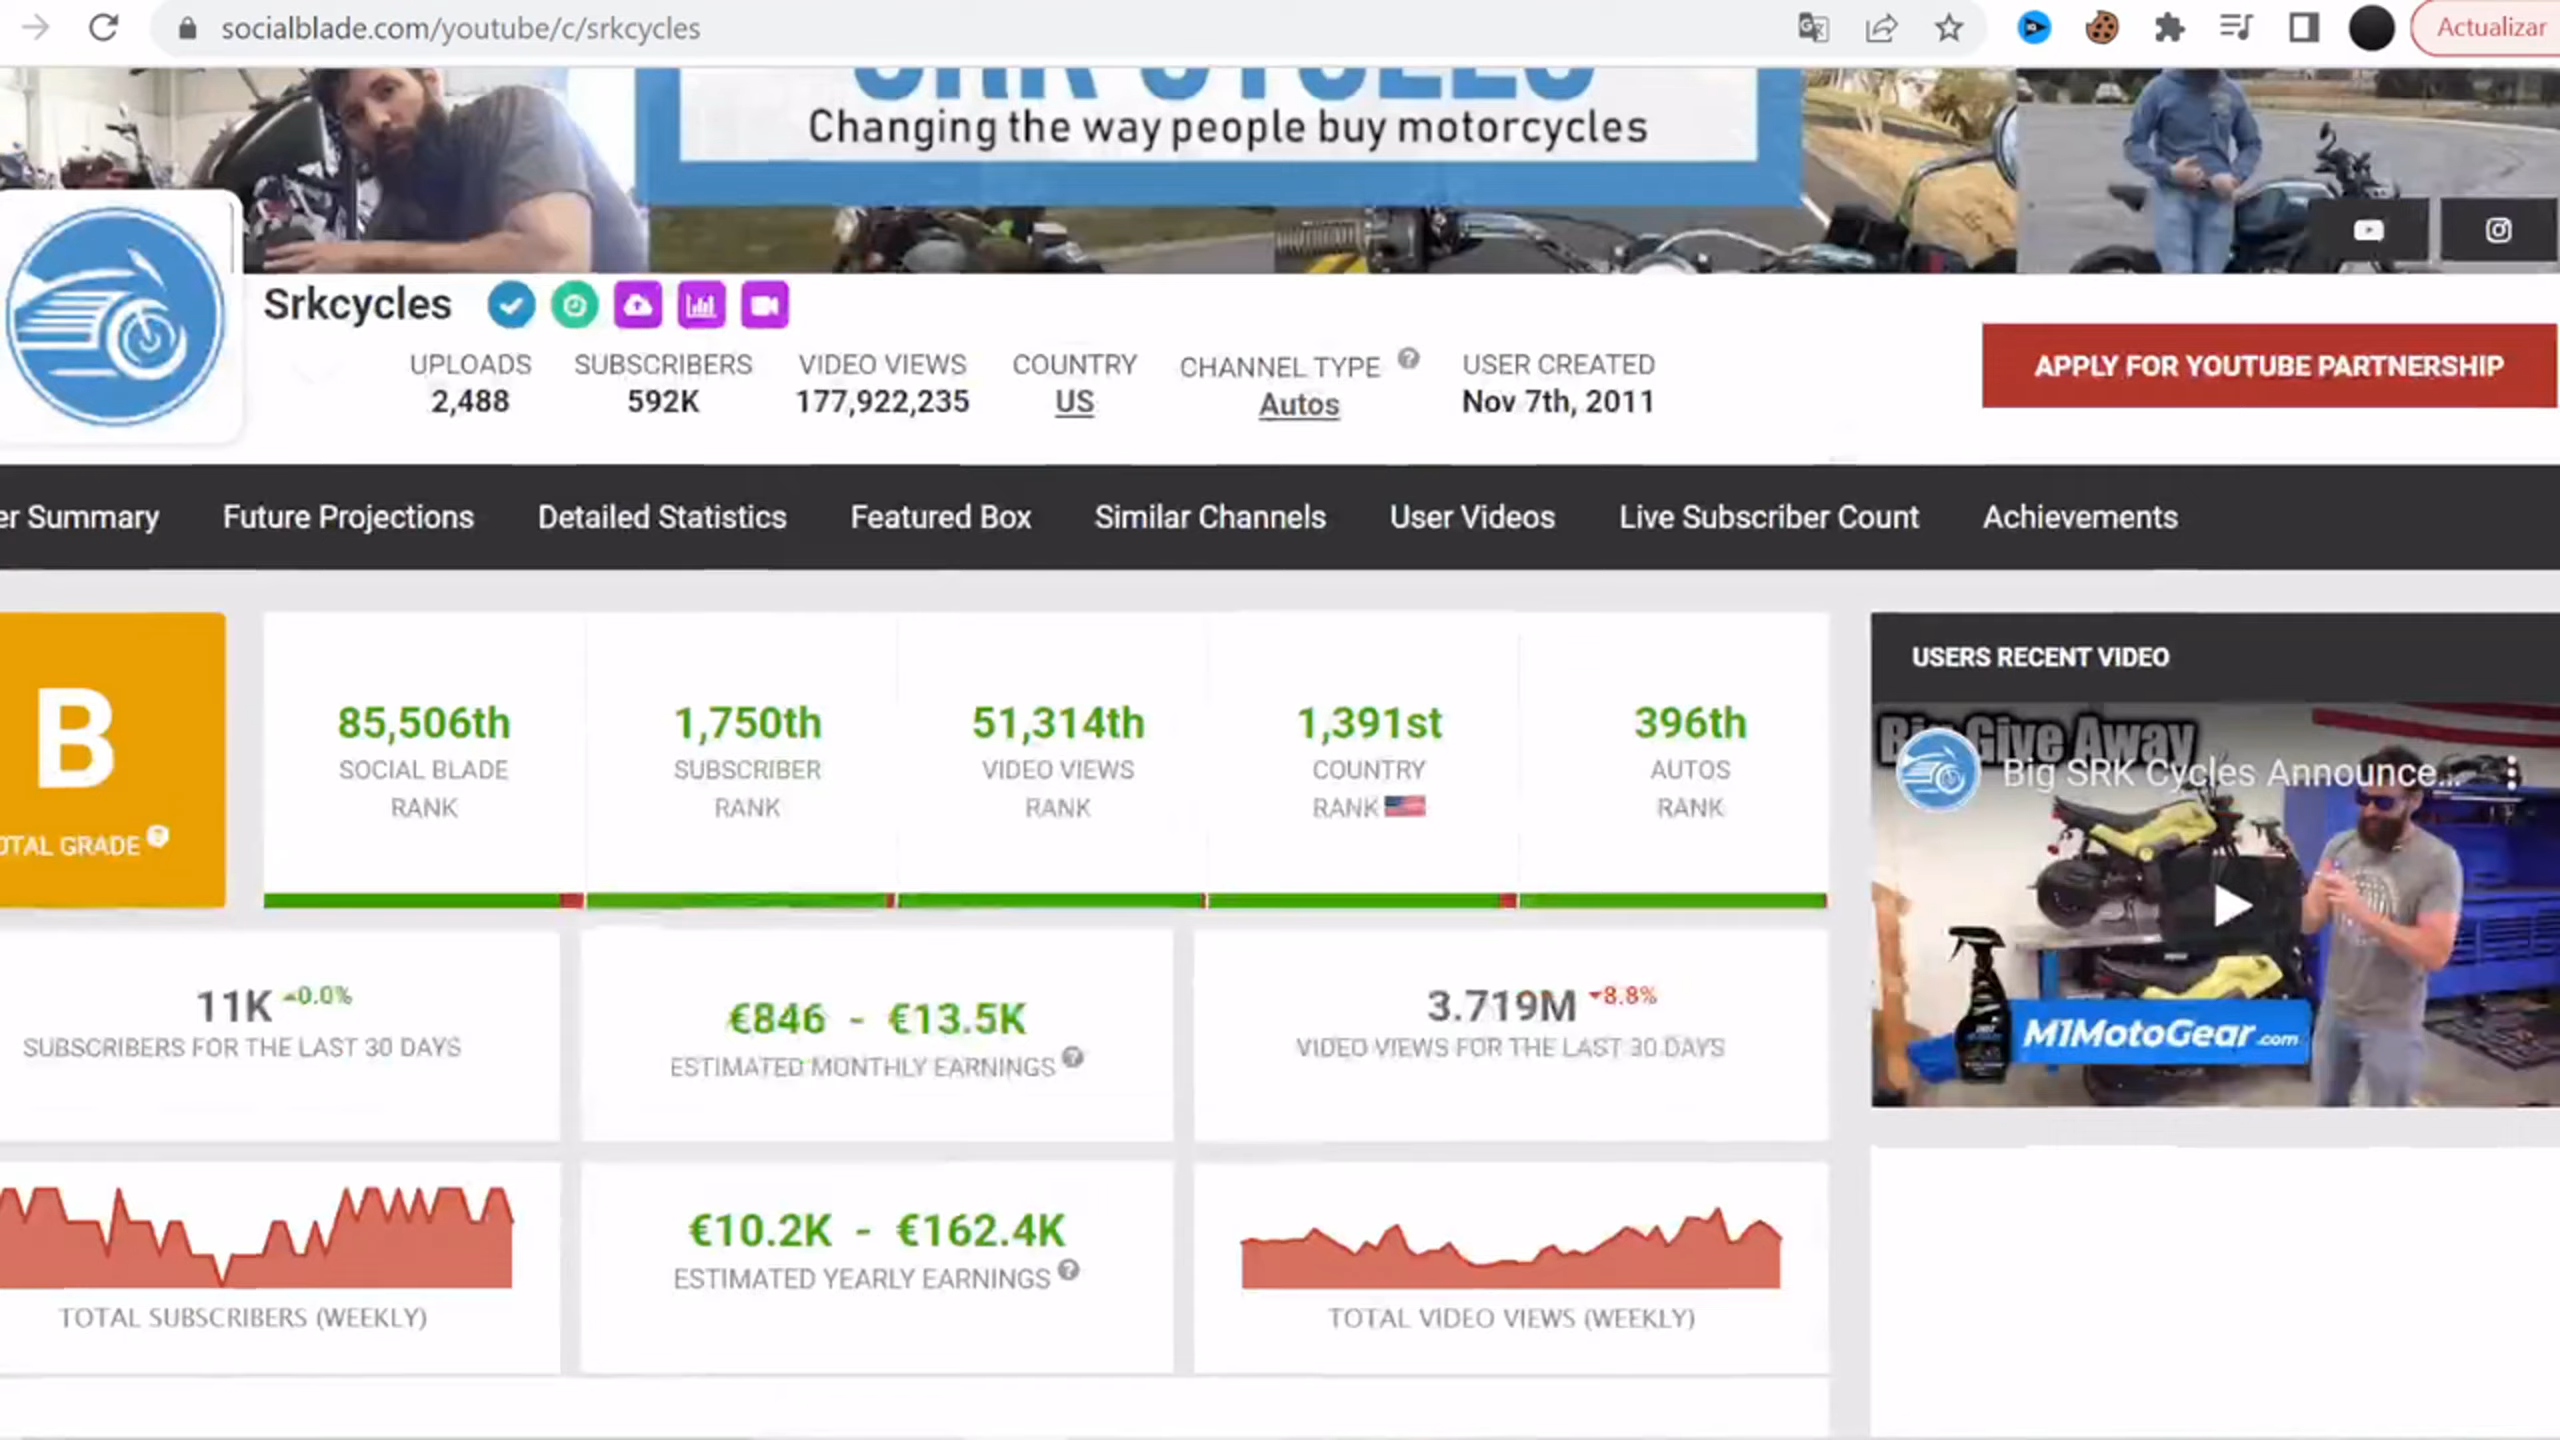 socialblade.com/youtube/c/srkcycles
Actualizar
SRK CYCLES
Changing the way people buy motorcycles
Srkcycles
UPLOADS
2,488
SUBSCRIBERS
592K
VIDEO VIEWS
177,922,235
COUNTRY
US
CHANNEL TYPE
Autos
USER CREATED
Nov 7th, 2011
APPLY FOR YOUTUBE PARTNERSHIP
er Summary
Future Projections
Detailed Statistics
Featured Box
Similar Channels
User Videos
Live Subscriber Count
Achievements
B
OTAL GRADE
85,506th
SOCIAL BLADE
RANK
1,750th
SUBSCRIBER
RANK
51,314th
VIDEO VIEWS
RANK
1,391st
COUNTRY
RANK
396th
AUTOS
RANK
USERS RECENT VIDEO
Big Give Away
Big SRK Cycles Announce...
M1MotoGear.com
11K 0.0%
SUBSCRIBERS FOR THE LAST 30 DAYS
€846 - €13.5K
ESTIMATED MONTHLY EARNINGS
3.719M 8.8%
VIDEO VIEWS FOR THE LAST 30 DAYS
TOTAL SUBSCRIBERS (WEEKLY)
€10.2K - €162.4K
ESTIMATED YEARLY EARNINGS
TOTAL VIDEO VIEWS (WEEKLY)